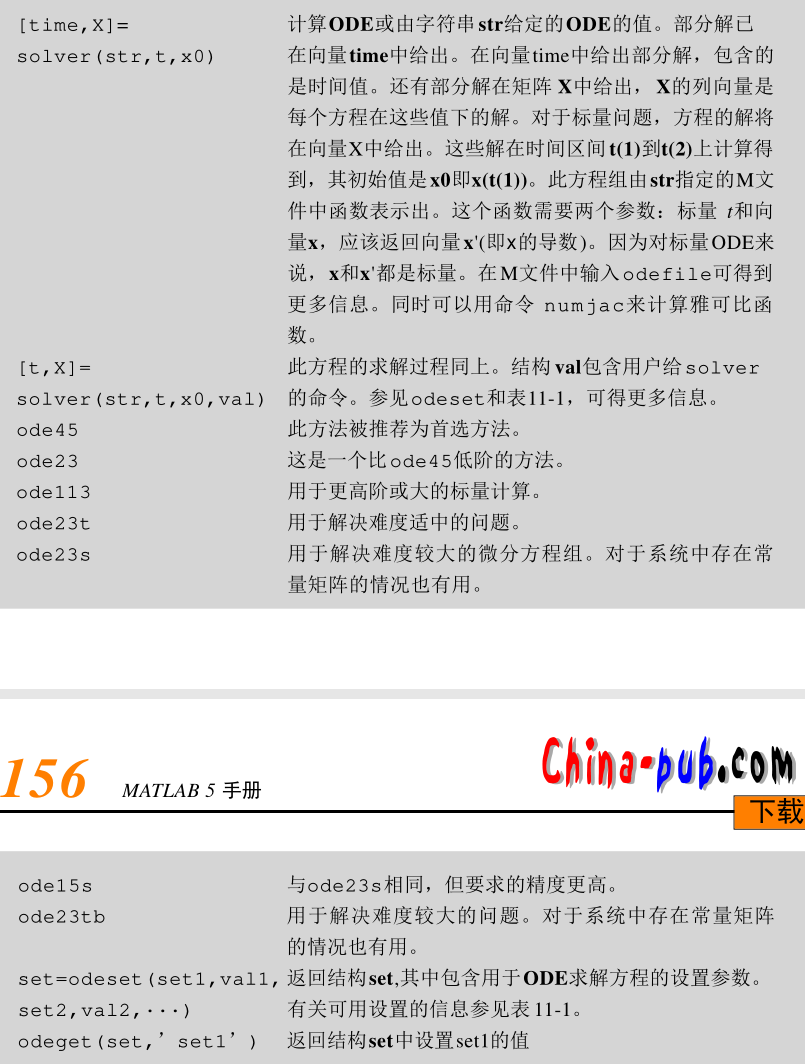 [time,X]= 计算ODE或由字符串str给定的ODE的值。部分解已
solver(str,t,x0) 在向量time中给出。在向量time中给出部分解，包含的
是时间值。还有部分解在矩阵 X中给出， X的列向量是
每个方程在这些值下的解。对于标量问题，方程的解将
在向量X中给出。这些解在时间区间t(1)到t(2)上计算得
到，其初始值是x0即x(t(1))。此方程组由str指定的M文
件中函数表示出。这个函数需要两个参数：标量 t和向
量x，应该返回向量x'(即x的导数)。因为对标量ODE来
说，x和x'都是标量。在M文件中输入odefile可得到
更多信息。同时可以用命令 numjac来计算雅可比函
数。
[t,X]= 此方程的求解过程同上。结构val包含用户给solver
solver(str,t,x0,val) 的命令。参见odeset和表11-1，可得更多信息。
ode45 此方法被推荐为首选方法。
ode23 这是一个比ode45低阶的方法。
ode113 用于更高阶或大的标量计算。
ode23t 用于解决难度适中的问题。
ode23s 用于解决难度较大的微分方程组。对于系统中存在常
量矩阵的情况也有用。
156 MATLAB 5 手册 China-pub.com
下载
ode15s 与ode23s相同，但要求的精度更高。
ode23tb 用于解决难度较大的问题。对于系统中存在常量矩阵
的情况也有用。
set=odeset(set1,val1, 返回结构set,其中包含用于ODE求解方程的设置参数。
set2,val2,···) 有关可用设置的信息参见表11-1。
odeget(set,’set1’) 返回结构set中设置set1的值